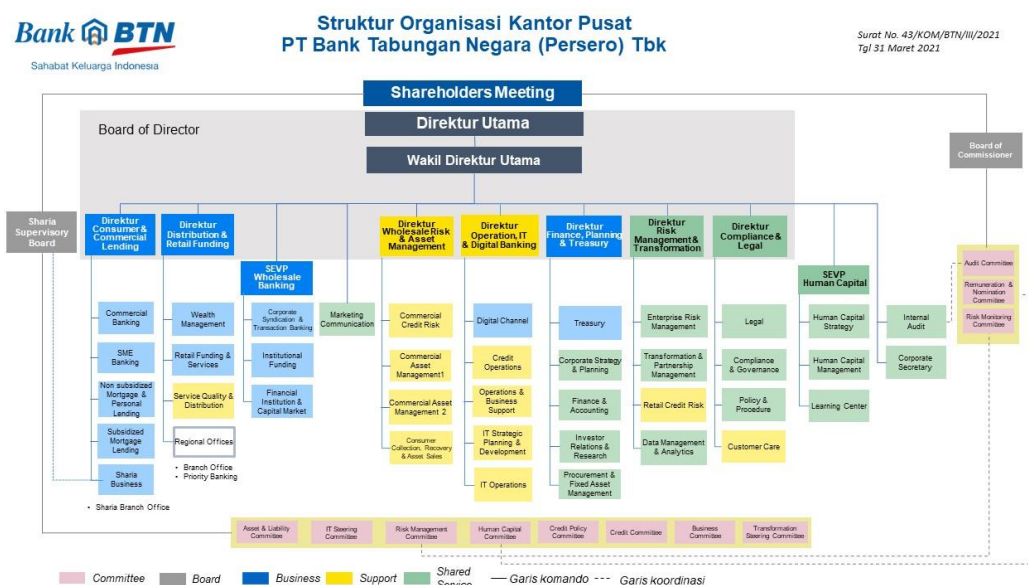 Bank BTN
Sahabat Keluarga Indonesia
Struktur Organisasi Kantor Pusat
PT Bank Tabungan Negara (Persero) Tbk
Surat No. 43/KOM/BTN/III/2021
Tgl 31 Maret 2021
Shareholders Meeting
Board of Director
Direktur Utama
Wakil Direktur Utama
Board of
Commissioner
Sharia
Supervisory
Board
Direktur
Consumer &
Commercial
Lending
Direktur
Distribution &
Retail Funding
SEVP
Wholesale
Banking
Direktur
Wholesale Risk
& Asset
Management
Direktur
Operation, IT
& Digital Banking
Direktur
Finance, Planning
& Treasury
Direktur
Risk
Management &
Transformation
Direktur
Compliance &
Legal
SEVP
Human Capital
Audit Committee
Remuneration &
Nomination
Committee
Risk Monitoring
Committee
Commercial
Banking
SME
Banking
Non subsidized
Mortgage &
Personal
Lending
Subsidized
Mortgage
Lending
Sharia
Business
• Sharia Branch Office
Wealth
Management
Retail Funding &
Services
Service Quality &
Distribution
Regional Offices
• Branch Office
• Priority Banking
Corporate
Syndication &
Transaction Banking
Institutional
Funding
Financial
Institution &
Capital Market
Marketing
Communication
Commercial
Credit Risk
Commercial
Asset
Management1
Commercial Asset
Management 2
Consumer
Collection, Recovery
& Asset Sales
Digital Channel
Credit
Operations
Operations &
Business
Support
IT Strategic
Planning &
Development
IT Operations
Treasury
Corporate Strategy
& Planning
Finance &
Accounting
Investor
Relations &
Research
Procurement &
Fixed Asset
Management
Enterprise Risk
Management
Transformation &
Partnership
Management
Retail Credit Risk
Data Management
& Analytics
Legal
Compliance
& Governance
Policy &
Procedure
Customer Care
Human Capital
Strategy
Human Capital
Management
Learning Center
Internal
Audit
Corporate
Secretary
Asset & Liability
Committee
IT Steering
Committee
Risk Management
Committee
Human Capital
Committee
Credit Policy
Committee
Credit Committee
Business
Committee
Transformation
Steering Committee
Committee
Board
Business
Support
Shared
Service
Garis komando
Garis koordinasi